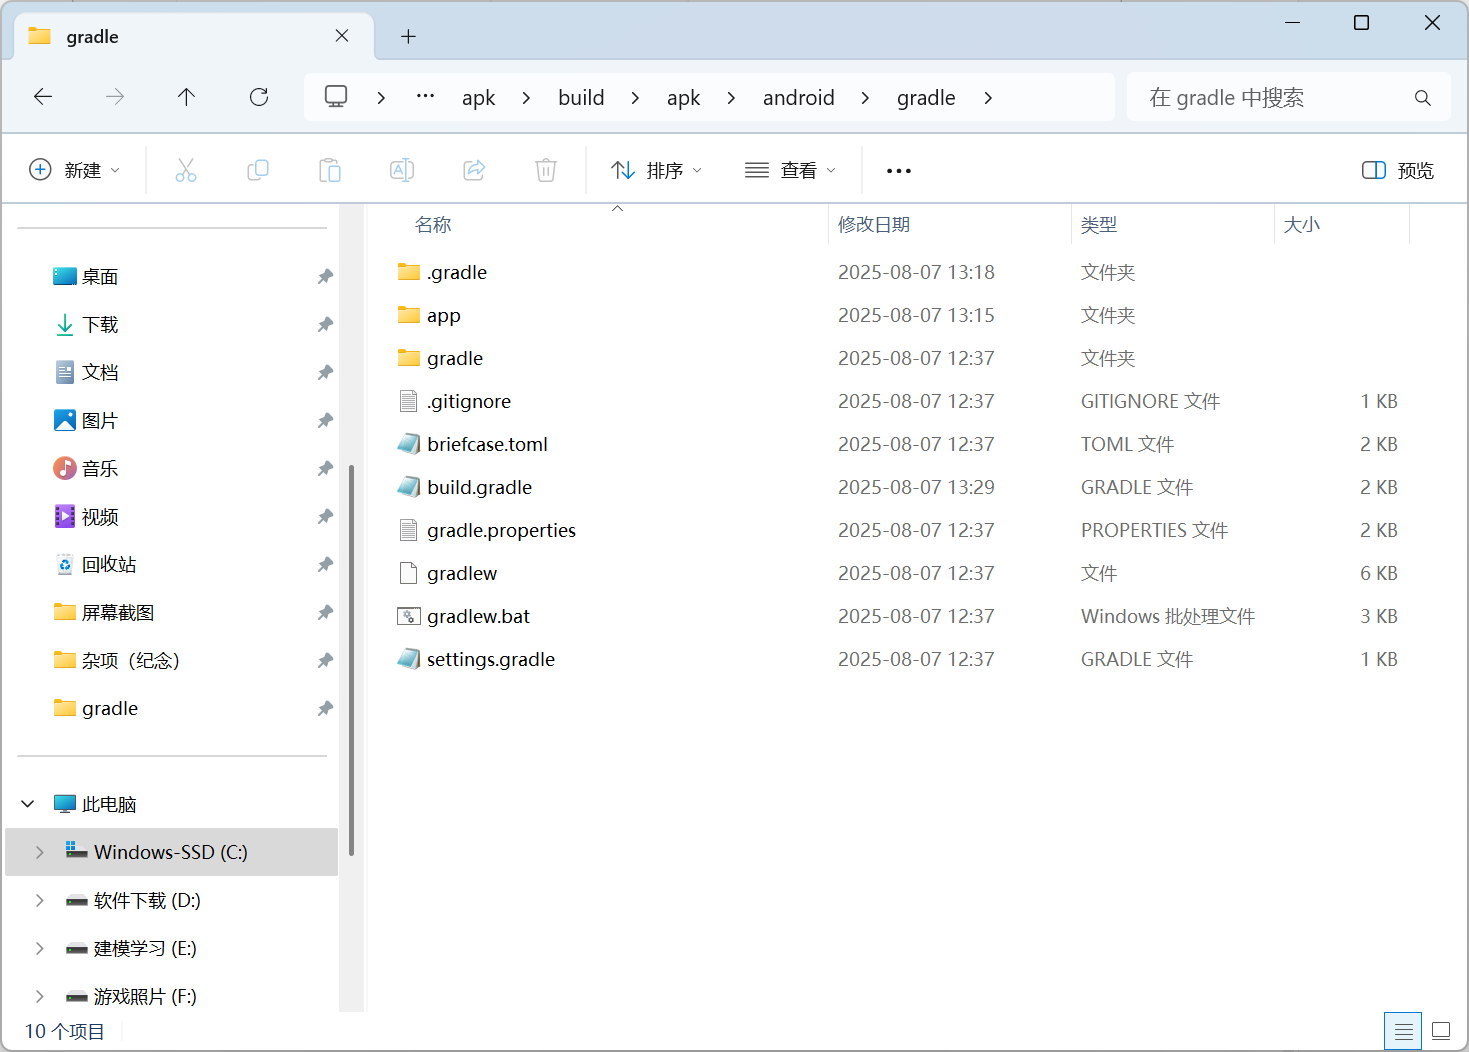 gradle
… apk build apk android gradle
在 gradle 中搜索
新建 排序 查看 … 预览
名称 修改日期 类型 大小
桌面
下载
文档
图片
音乐
视频
回收站
屏幕截图
杂项（纪念）
gradle
此电脑
Windows-SSD (C:)
软件下载 (D:)
建模学习 (E:)
游戏照片 (F:)
.gradle 2025-08-07 13:18 文件夹
app 2025-08-07 13:15 文件夹
gradle 2025-08-07 12:37 文件夹
.gitignore 2025-08-07 12:37 GITIGNORE 文件 1 KB
briefcase.toml 2025-08-07 12:37 TOML 文件 2 KB
build.gradle 2025-08-07 13:29 GRADLE 文件 2 KB
gradle.properties 2025-08-07 12:37 PROPERTIES 文件 2 KB
gradlew 2025-08-07 12:37 文件 6 KB
gradlew.bat 2025-08-07 12:37 Windows 批处理文件 3 KB
settings.gradle 2025-08-07 12:37 GRADLE 文件 1 KB
10 个项目